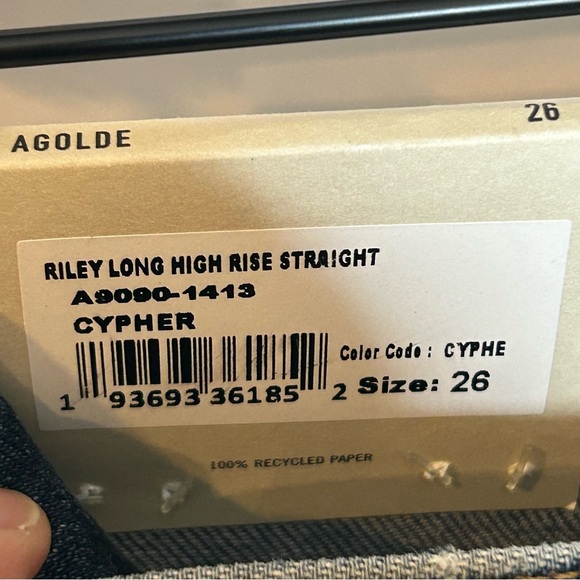 AGOLDE 26
RILEY LONG HIGH RISE STRAIGHT
A9090-1413
CYPHER
Color Code : CYPHE
1 93693 36185 2 Size: 26
100% RECYCLED PAPER